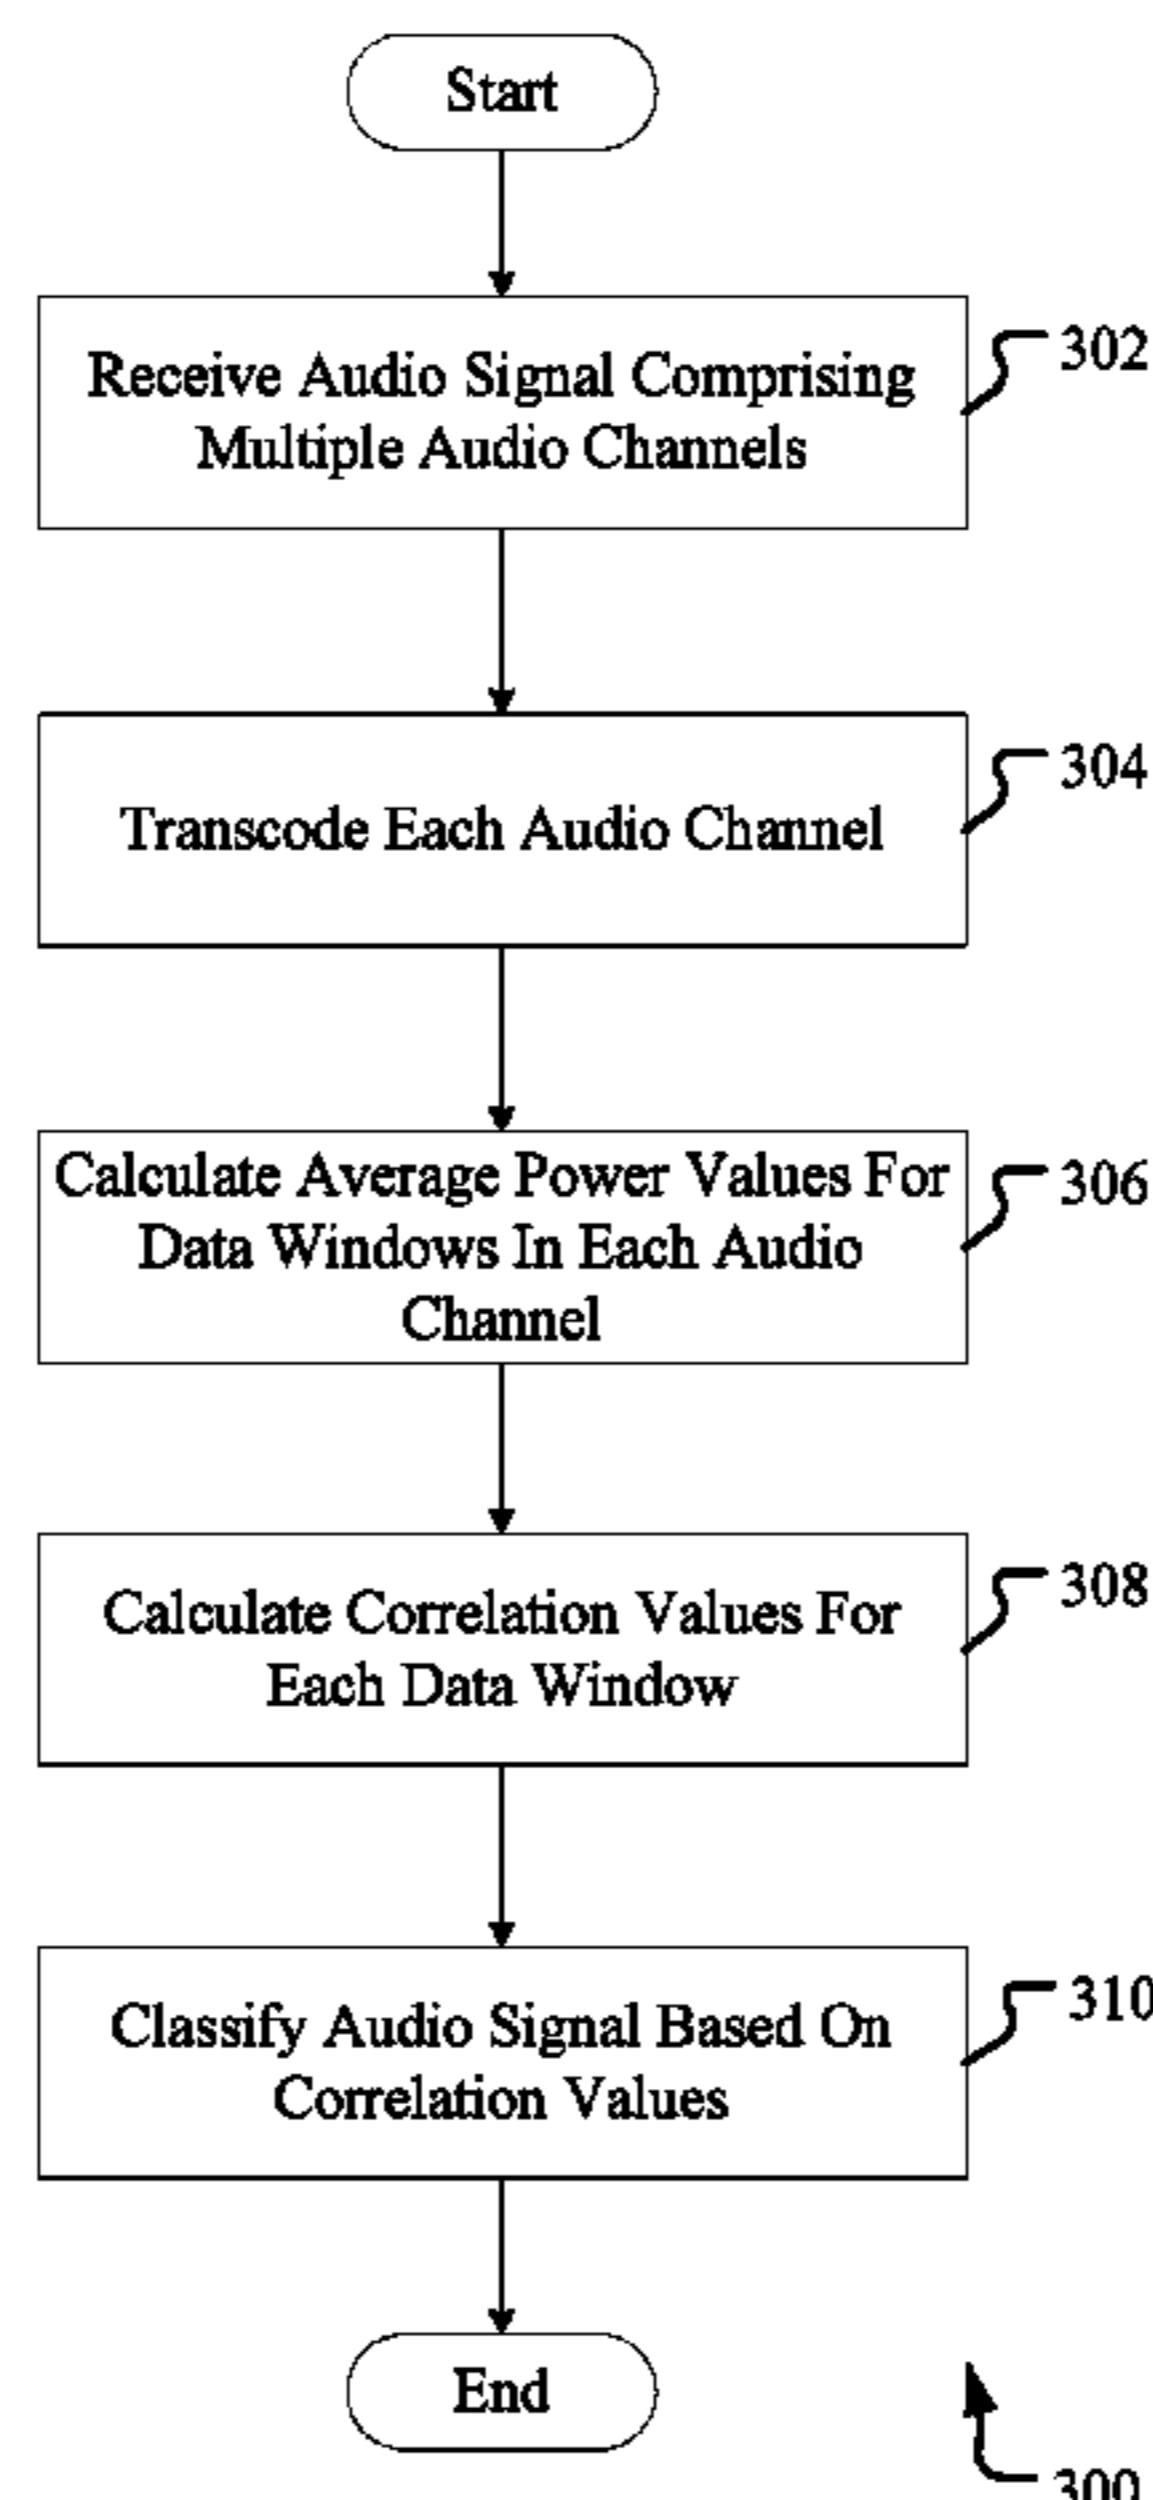 Start
Receive Audio Signal Comprising
Multiple Audio Channels
302
Transcode Each Audio Channel
304
Calculate Average Power Values For
Data Windows In Each Audio
Channel
306
Calculate Correlation Values For
Each Data Window
308
Classify Audio Signal Based On
Correlation Values
310
End
300